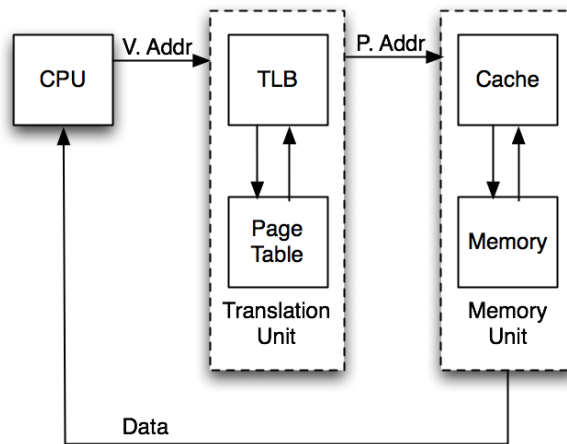 V. Addr
P. Addr
CPU
TLB
Cache
Page
Table
Memory
Translation
Unit
Memory
Unit
Data